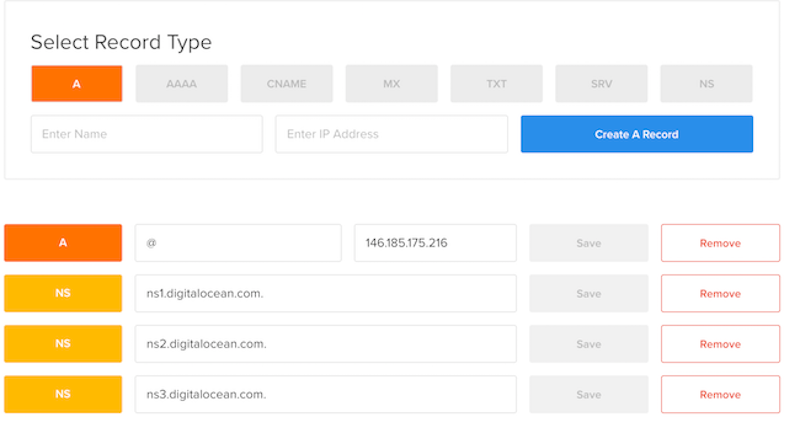 Select Record Type
A AAAA CNAME MX TXT SRV NS
Enter Name Enter IP Address Create A Record
A @ 146.185.175.216 Save Remove
NS ns1.digitalocean.com. Save Remove
NS ns2.digitalocean.com. Save Remove
NS ns3.digitalocean.com. Save Remove